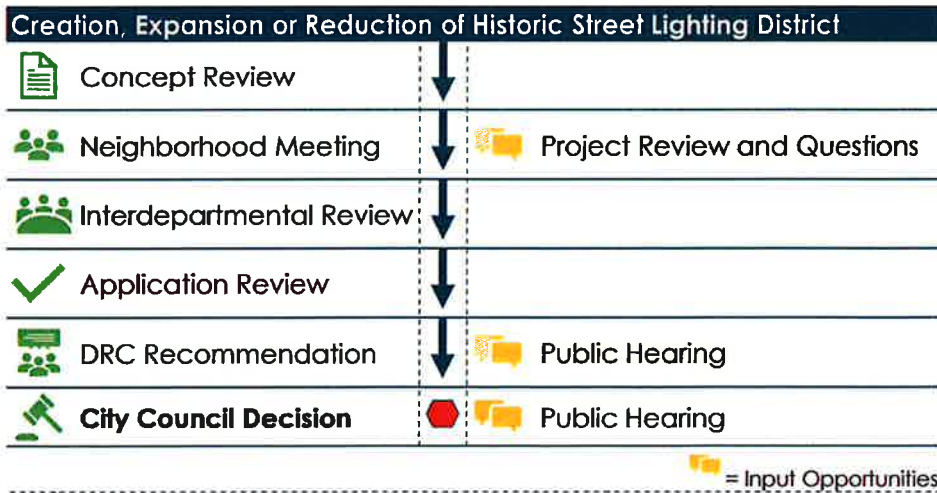 Creation, Expansion or Reduction of Historic Street Lighting District
Concept Review
Neighborhood Meeting Project Review and Questions
Interdepartmental Review
Application Review
DRC Recommendation Public Hearing
City Council Decision Public Hearing
= Input Opportunities